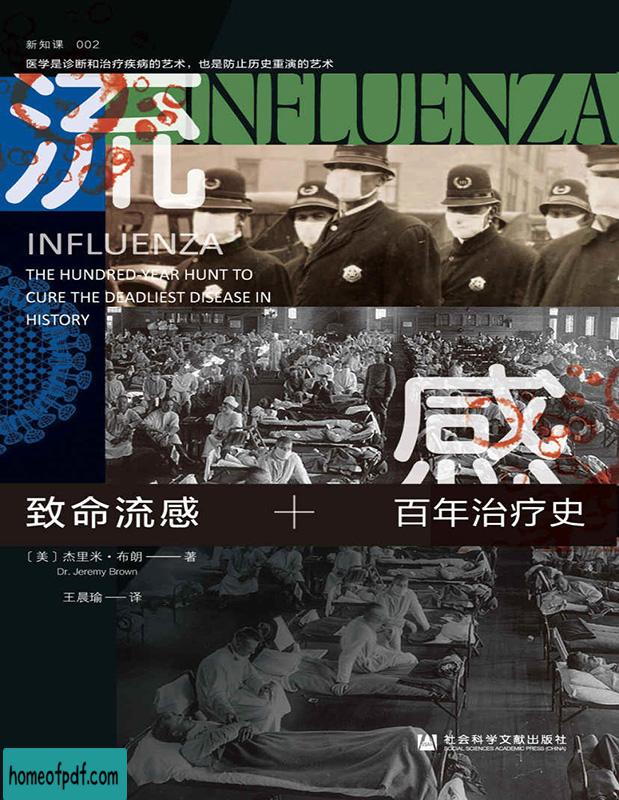 新知课 002
医学是诊断和治疗疾病的艺术，也是防止历史重演的艺术
流 INFLUENZA
INFLUENZA
THE HUNDRED-YEAR HUNT TO
CURE THE DEADLIEST DISEASE IN
HISTORY
感
致命流感 + 百年治疗史
〔美〕杰里米·布朗——著
Dr. Jeremy Brown
王晨瑜——译
社会科学文献出版社
SOCIAL SCIENCES ACADEMIC PRESS (CHINA)
homeofpdf.com